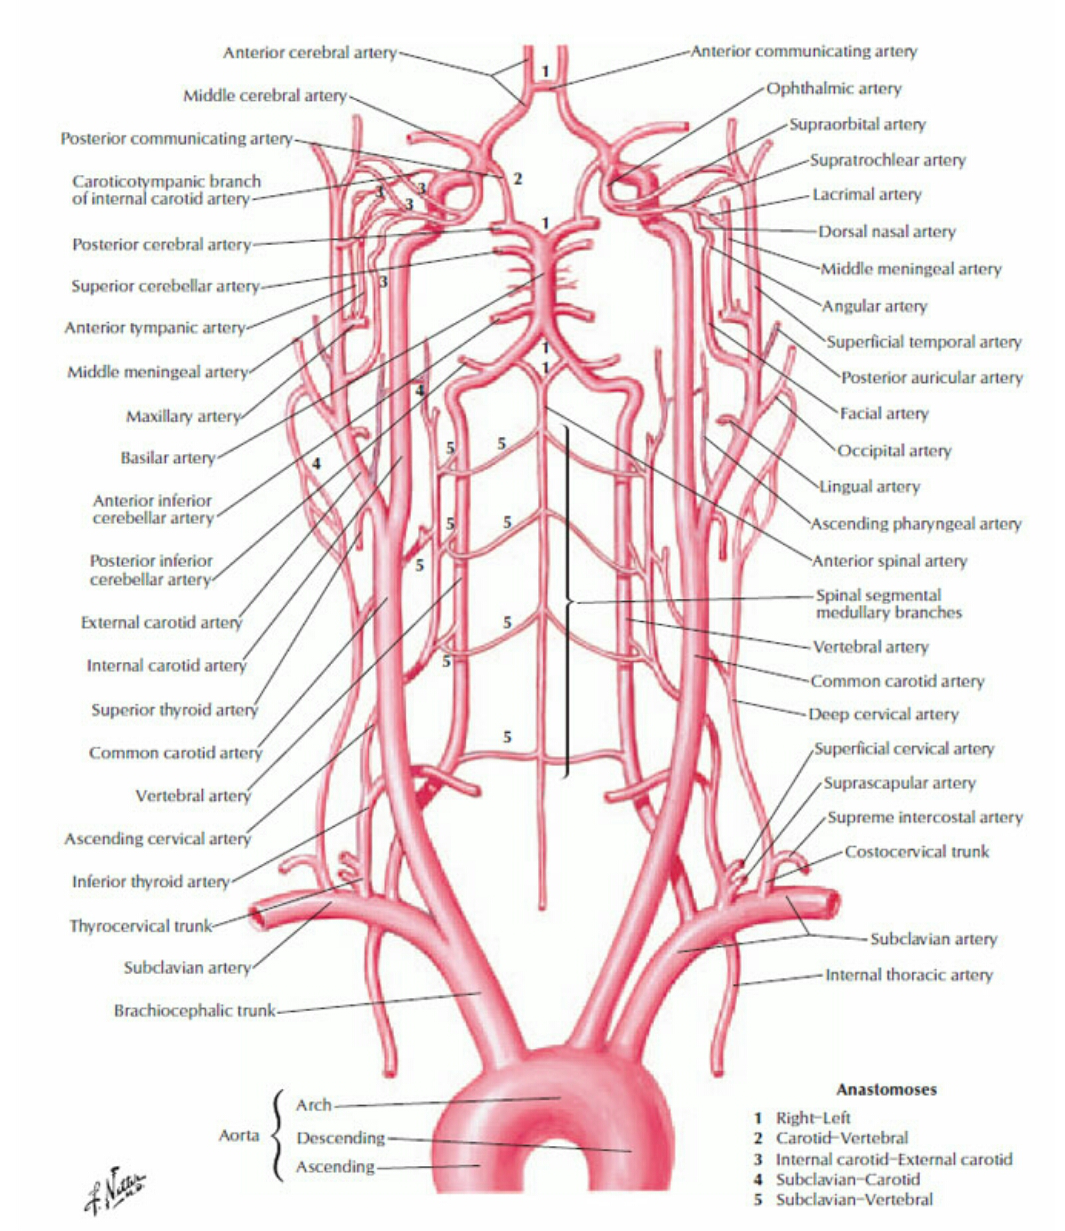 Anterior cerebral artery
Middle cerebral artery
Posterior communicating artery
Caroticotympanic branch
of internal carotid artery
Posterior cerebral artery
Superior cerebellar artery
Anterior tympanic artery
Middle meningeal artery
Maxillary artery
Basilar artery
Anterior inferior
cerebellar artery
Posterior inferior
cerebellar artery
External carotid artery
Internal carotid artery
Superior thyroid artery
Common carotid artery
Vertebral artery
Ascending cervical artery
Inferior thyroid artery
Thyrocervical trunk
Subclavian artery
Brachiocephalic trunk
1
2
3
3
3
1
3
1
1
4
5
5
4
5
5
5
5
5
5
Anterior communicating artery
Ophthalmic artery
Supraorbital artery
Supratrochlear artery
Lacrimal artery
Dorsal nasal artery
Middle meningeal artery
Angular artery
Superficial temporal artery
Posterior auricular artery
Facial artery
Occipital artery
Lingual artery
Ascending pharyngeal artery
Anterior spinal artery
Spinal segmental
medullary branches
Vertebral artery
Common carotid artery
Deep cervical artery
Superficial cervical artery
Suprascapular artery
Supreme intercostal artery
Costocervical trunk
Subclavian artery
Internal thoracic artery
Aorta
Arch
Descending
Ascending
Anastomoses
1 Right–Left
2 Carotid–Vertebral
3 Internal carotid–External carotid
4 Subclavian–Carotid
5 Subclavian–Vertebral
F. Netter
M.D.